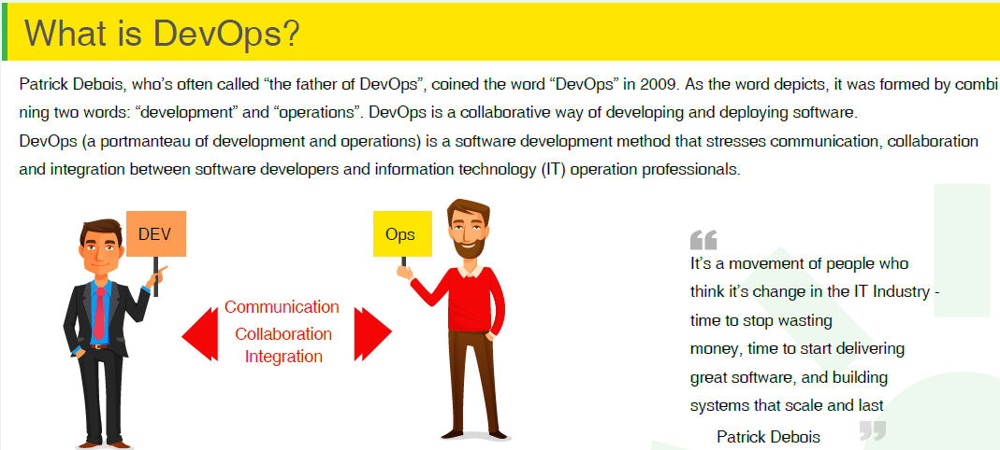 What is DevOps?
Patrick Debois, who's often called “the father of DevOps”, coined the word “DevOps” in 2009. As the word depicts, it was formed by combi
ning two words: “development” and “operations”. DevOps is a collaborative way of developing and deploying software.
DevOps (a portmanteau of development and operations) is a software development method that stresses communication, collaboration
and integration between software developers and information technology (IT) operation professionals.
DEV
Ops
Communication
Collaboration
Integration
“
It's a movement of people who
think it's change in the IT Industry -
time to stop wasting
money, time to start delivering
great software, and building
systems that scale and last
Patrick Debois ”